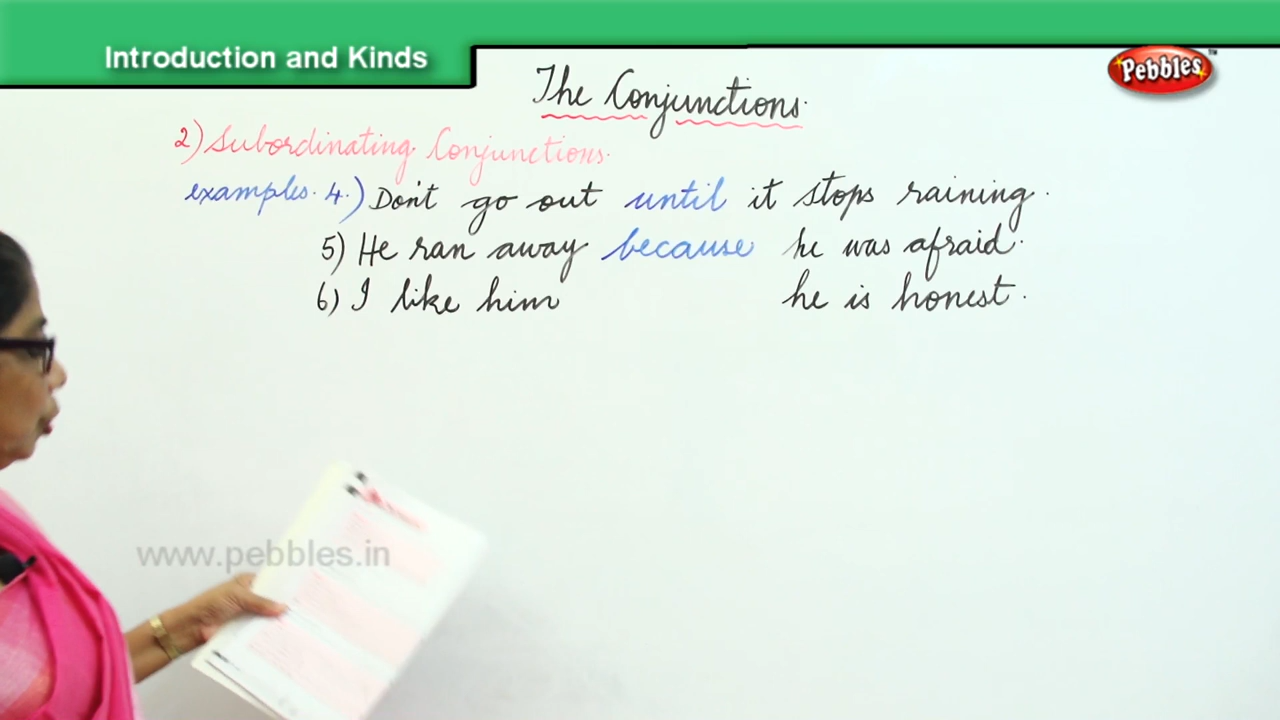 Introduction and Kinds
Pebbles™
The Conjunctions.
2) Subordinating Conjunctions.
examples. 4.) Don't go out until it stops raining.
5) He ran away because he was afraid.
6) I like him he is honest.
www.pebbles.in